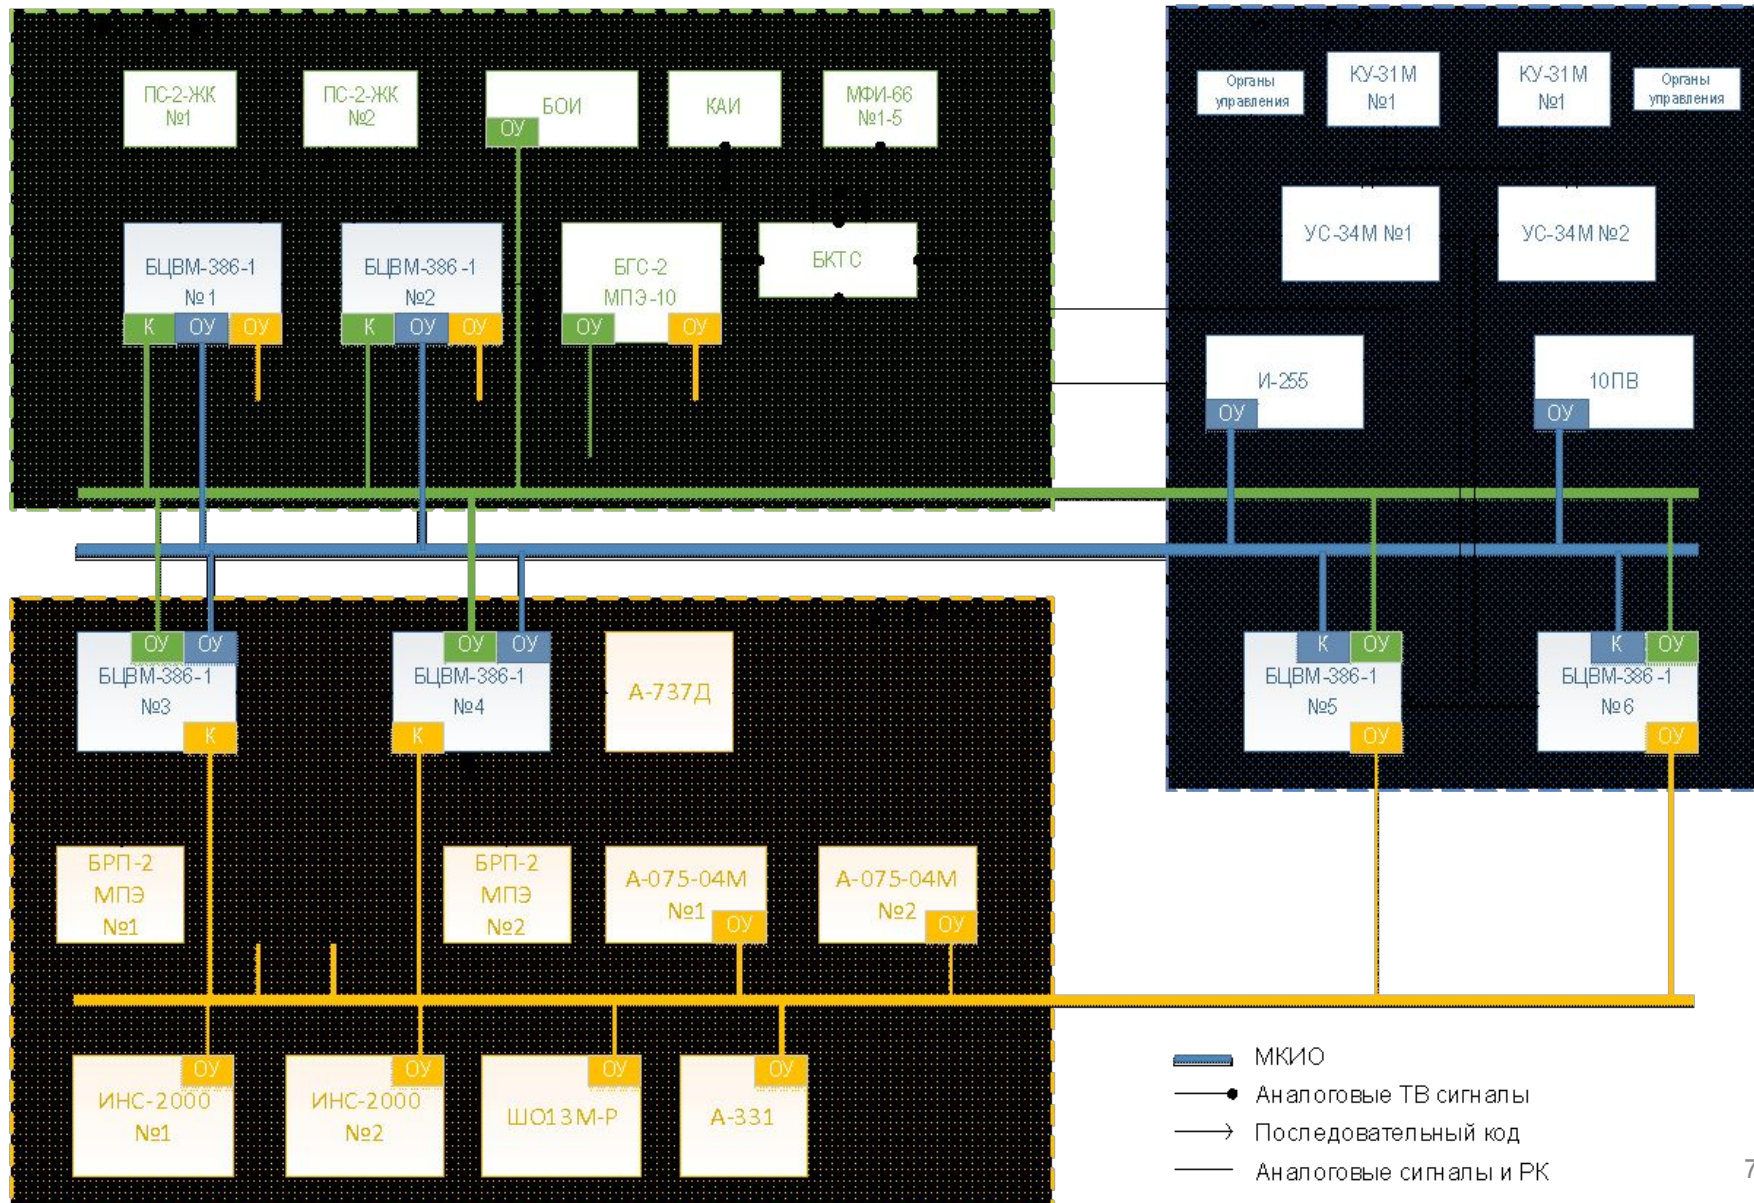 ПС-2-ЖК
№1
ПС-2-ЖК
№2
БОИ
ОУ
КАИ
МФИ-66
№1-5
Органы
управления
КУ-31М
№1
КУ-31М
№1
Органы
управления
БЦВМ-386-1
№1
К ОУ ОУ
БЦВМ-386-1
№2
К ОУ ОУ
БГС-2
МПЭ-10
ОУ ОУ
БКТС
УС-34М №1
УС-34М №2
И-255
ОУ
10ПВ
ОУ
ОУ ОУ
БЦВМ-386-1
№3
К
ОУ ОУ
БЦВМ-386-1
№4
К
А-737Д
К ОУ
БЦВМ-386-1
№5
ОУ
К ОУ
БЦВМ-386-1
№6
ОУ
БРП-2
МПЭ
№1
БРП-2
МПЭ
№2
А-075-04М
№1
ОУ
А-075-04М
№2
ОУ
ОУ
ИНС-2000
№1
ОУ
ИНС-2000
№2
ОУ
ШО13М-Р
ОУ
А-331
МКИО
Аналоговые ТВ сигналы
Последовательный код
Аналоговые сигналы и РК
7